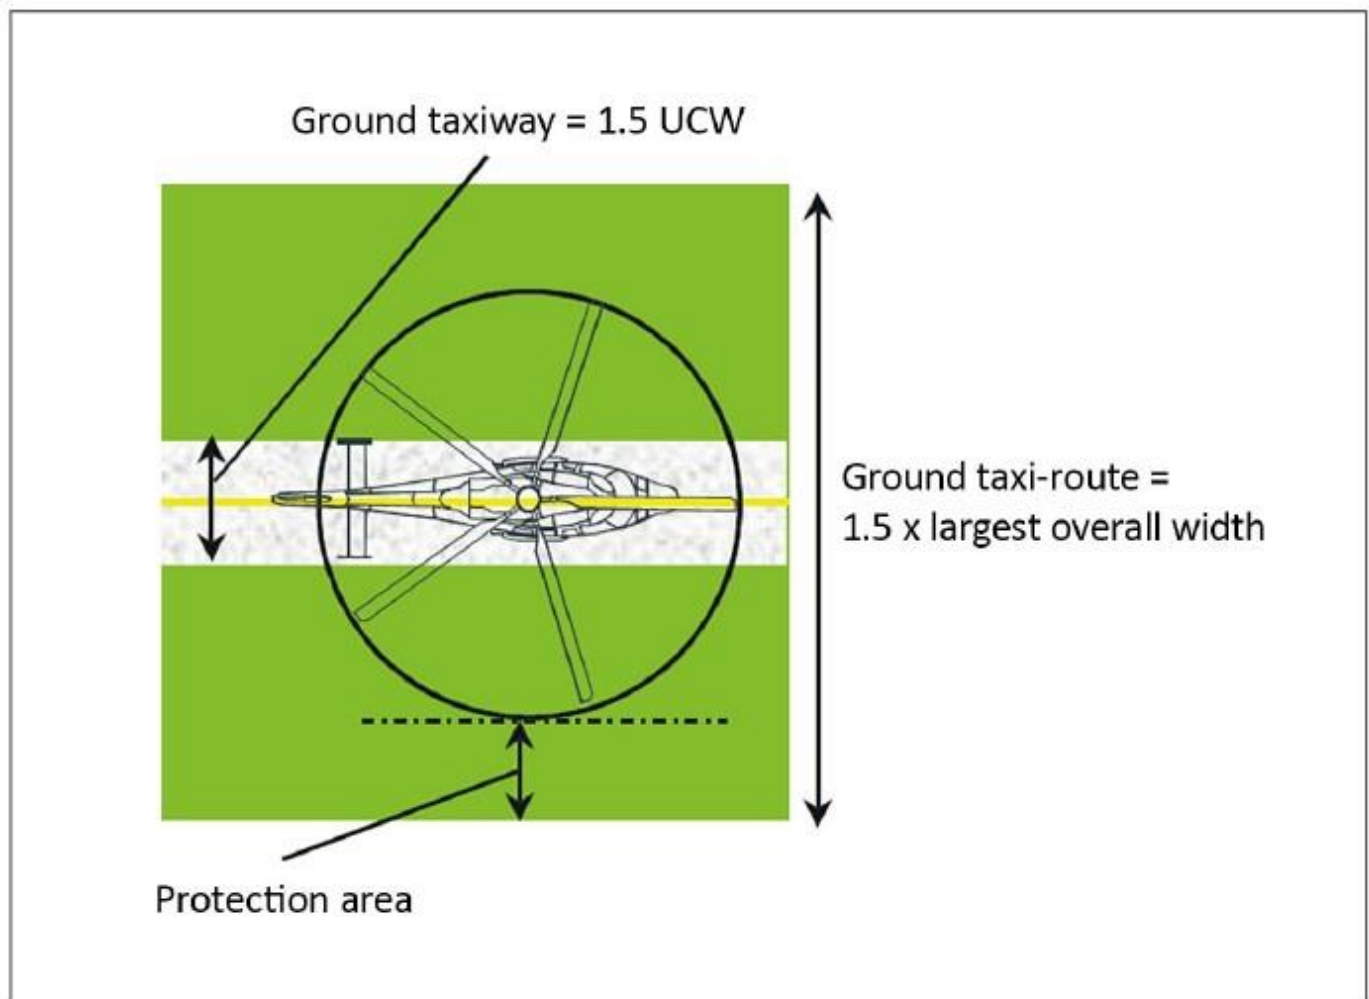 Ground taxiway = 1.5 UCW
Ground taxi-route =
1.5 x largest overall width
Protection area